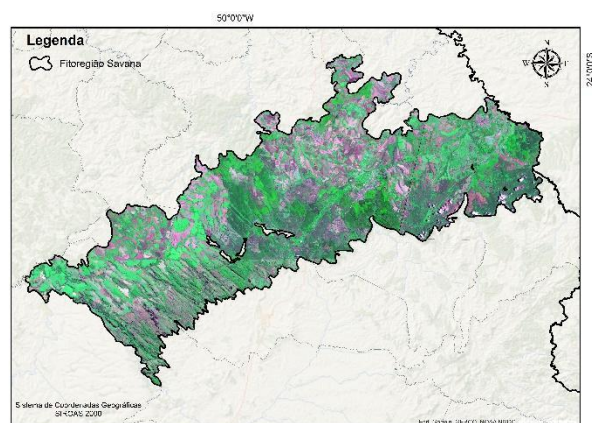 50°0'0"W
Legenda
Fitoregião Savana
N
W E
S
24°0'0"S
Sistema de Coordenadas Geográficas
SIRGAS 2000